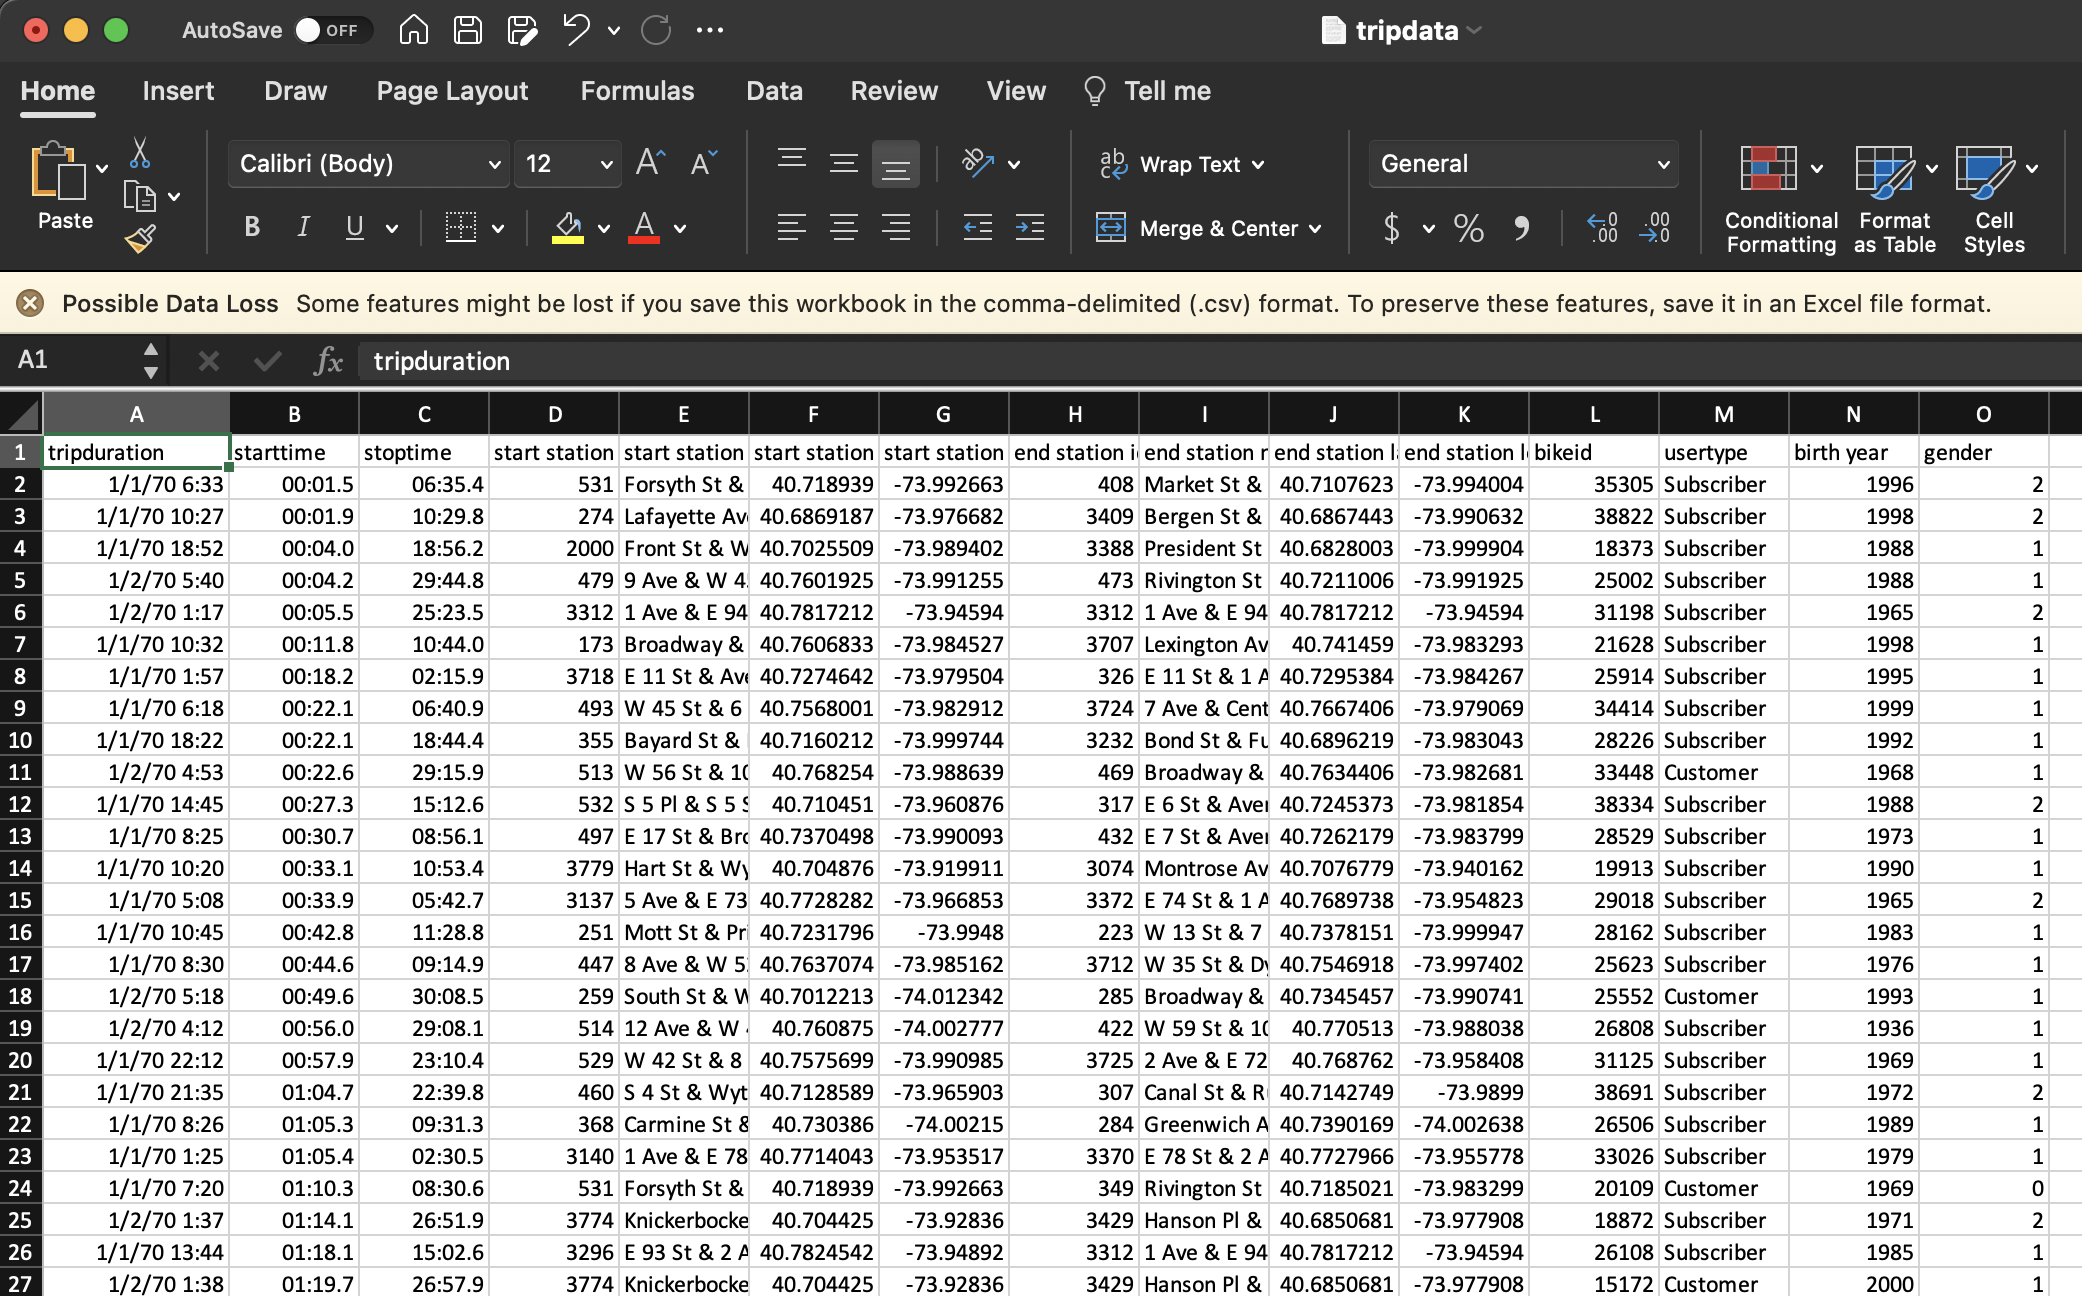 AutoSave OFF tripdata
Home Insert Draw Page Layout Formulas Data Review View Tell me
Calibri (Body) 12 A A ab Wrap Text General
Paste B I U A Merge & Center $ % Conditional Formatting Format as Table Cell Styles
Possible Data Loss Some features might be lost if you save this workbook in the comma-delimited (.csv) format. To preserve these features, save it in an Excel file format.
A1 fx tripduration
A B C D E F G H I J K L M N O
1 tripduration starttime stoptime start station start station start station start station end station i end station end station l end station l bikeid usertype birth year gender
2 1/1/70 6:33 00:01.5 06:35.4 531 Forsyth St & 40.718939 -73.992663 408 Market St & 40.7107623 -73.994004 35305 Subscriber 1996 2
3 1/1/70 10:27 00:01.9 10:29.8 274 Lafayette Av 40.6869187 -73.976682 3409 Bergen St & 40.6867443 -73.990632 38822 Subscriber 1998 2
4 1/1/70 18:52 00:04.0 18:56.2 2000 Front St & W 40.7025509 -73.989402 3388 President St 40.6828003 -73.999904 18373 Subscriber 1988 1
5 1/2/70 5:40 00:04.2 29:44.8 479 9 Ave & W 4 40.7601925 -73.991255 473 Rivington St 40.7211006 -73.991925 25002 Subscriber 1988 1
6 1/2/70 1:17 00:05.5 25:23.5 3312 1 Ave & E 94 40.7817212 -73.94594 3312 1 Ave & E 94 40.7817212 -73.94594 31198 Subscriber 1965 2
7 1/1/70 10:32 00:11.8 10:44.0 173 Broadway & 40.7606833 -73.984527 3707 Lexington Av 40.741459 -73.983293 21628 Subscriber 1998 1
8 1/1/70 1:57 00:18.2 02:15.9 3718 E 11 St & Ave 40.7274642 -73.979504 326 E 11 St & 1 A 40.7295384 -73.984267 25914 Subscriber 1995 1
9 1/1/70 6:18 00:22.1 06:40.9 493 W 45 St & 6 40.7568001 -73.982912 3724 7 Ave & Cent 40.7667406 -73.979069 34414 Subscriber 1999 1
10 1/1/70 18:22 00:22.1 18:44.4 355 Bayard St & 40.7160212 -73.999744 3232 Bond St & Fu 40.6896219 -73.983043 28226 Subscriber 1992 1
11 1/2/70 4:53 00:22.6 29:15.9 513 W 56 St & 10 40.768254 -73.988639 469 Broadway & 40.7634406 -73.982681 33448 Customer 1968 1
12 1/1/70 14:45 00:27.3 15:12.6 532 S 5 Pl & S 5 S 40.710451 -73.960876 317 E 6 St & Aven 40.7245373 -73.981854 38334 Subscriber 1988 2
13 1/1/70 8:25 00:30.7 08:56.1 497 E 17 St & Bro 40.7370498 -73.990093 432 E 7 St & Aven 40.7262179 -73.983799 28529 Subscriber 1973 1
14 1/1/70 10:20 00:33.1 10:53.4 3779 Hart St & Wy 40.704876 -73.919911 3074 Montrose Av 40.7076779 -73.940162 19913 Subscriber 1990 1
15 1/1/70 5:08 00:33.9 05:42.7 3137 5 Ave & E 73 40.7728282 -73.966853 3372 E 74 St & 1 A 40.7689738 -73.954823 29018 Subscriber 1965 2
16 1/1/70 10:45 00:42.8 11:28.8 251 Mott St & Pri 40.7231796 -73.9948 223 W 13 St & 7 40.7378151 -73.999947 28162 Subscriber 1983 1
17 1/1/70 8:30 00:44.6 09:14.9 447 8 Ave & W 5 40.7637074 -73.985162 3712 W 35 St & Dy 40.7546918 -73.997402 25623 Subscriber 1976 1
18 1/2/70 5:18 00:49.6 30:08.5 259 South St & W 40.7012213 -74.012342 285 Broadway & 40.7345457 -73.990741 25552 Customer 1993 1
19 1/2/70 4:12 00:56.0 29:08.1 514 12 Ave & W 40.760875 -74.002777 422 W 59 St & 10 40.770513 -73.988038 26808 Subscriber 1936 1
20 1/1/70 22:12 00:57.9 23:10.4 529 W 42 St & 8 40.7575699 -73.990985 3725 2 Ave & E 72 40.768762 -73.958408 31125 Subscriber 1969 1
21 1/1/70 21:35 01:04.7 22:39.8 460 S 4 St & Wyt 40.7128589 -73.965903 307 Canal St & R 40.7142749 -73.9899 38691 Subscriber 1972 2
22 1/1/70 8:26 01:05.3 09:31.3 368 Carmine St & 40.730386 -74.00215 284 Greenwich A 40.7390169 -74.002638 26506 Subscriber 1989 1
23 1/1/70 1:25 01:05.4 02:30.5 3140 1 Ave & E 78 40.7714043 -73.953517 3370 E 78 St & 2 A 40.7727966 -73.955778 33026 Subscriber 1979 1
24 1/1/70 7:20 01:10.3 08:30.6 531 Forsyth St & 40.718939 -73.992663 349 Rivington St 40.7185021 -73.983299 20109 Customer 1969 0
25 1/2/70 1:37 01:14.1 26:51.9 3774 Knickerbocke 40.704425 -73.92836 3429 Hanson Pl & 40.6850681 -73.977908 18872 Subscriber 1971 2
26 1/1/70 13:44 01:18.1 15:02.6 3296 E 93 St & 2 A 40.7824542 -73.94892 3312 1 Ave & E 94 40.7817212 -73.94594 26108 Subscriber 1985 1
27 1/2/70 1:38 01:19.7 26:57.9 3774 Knickerbocke 40.704425 -73.92836 3429 Hanson Pl & 40.6850681 -73.977908 15172 Customer 2000 1